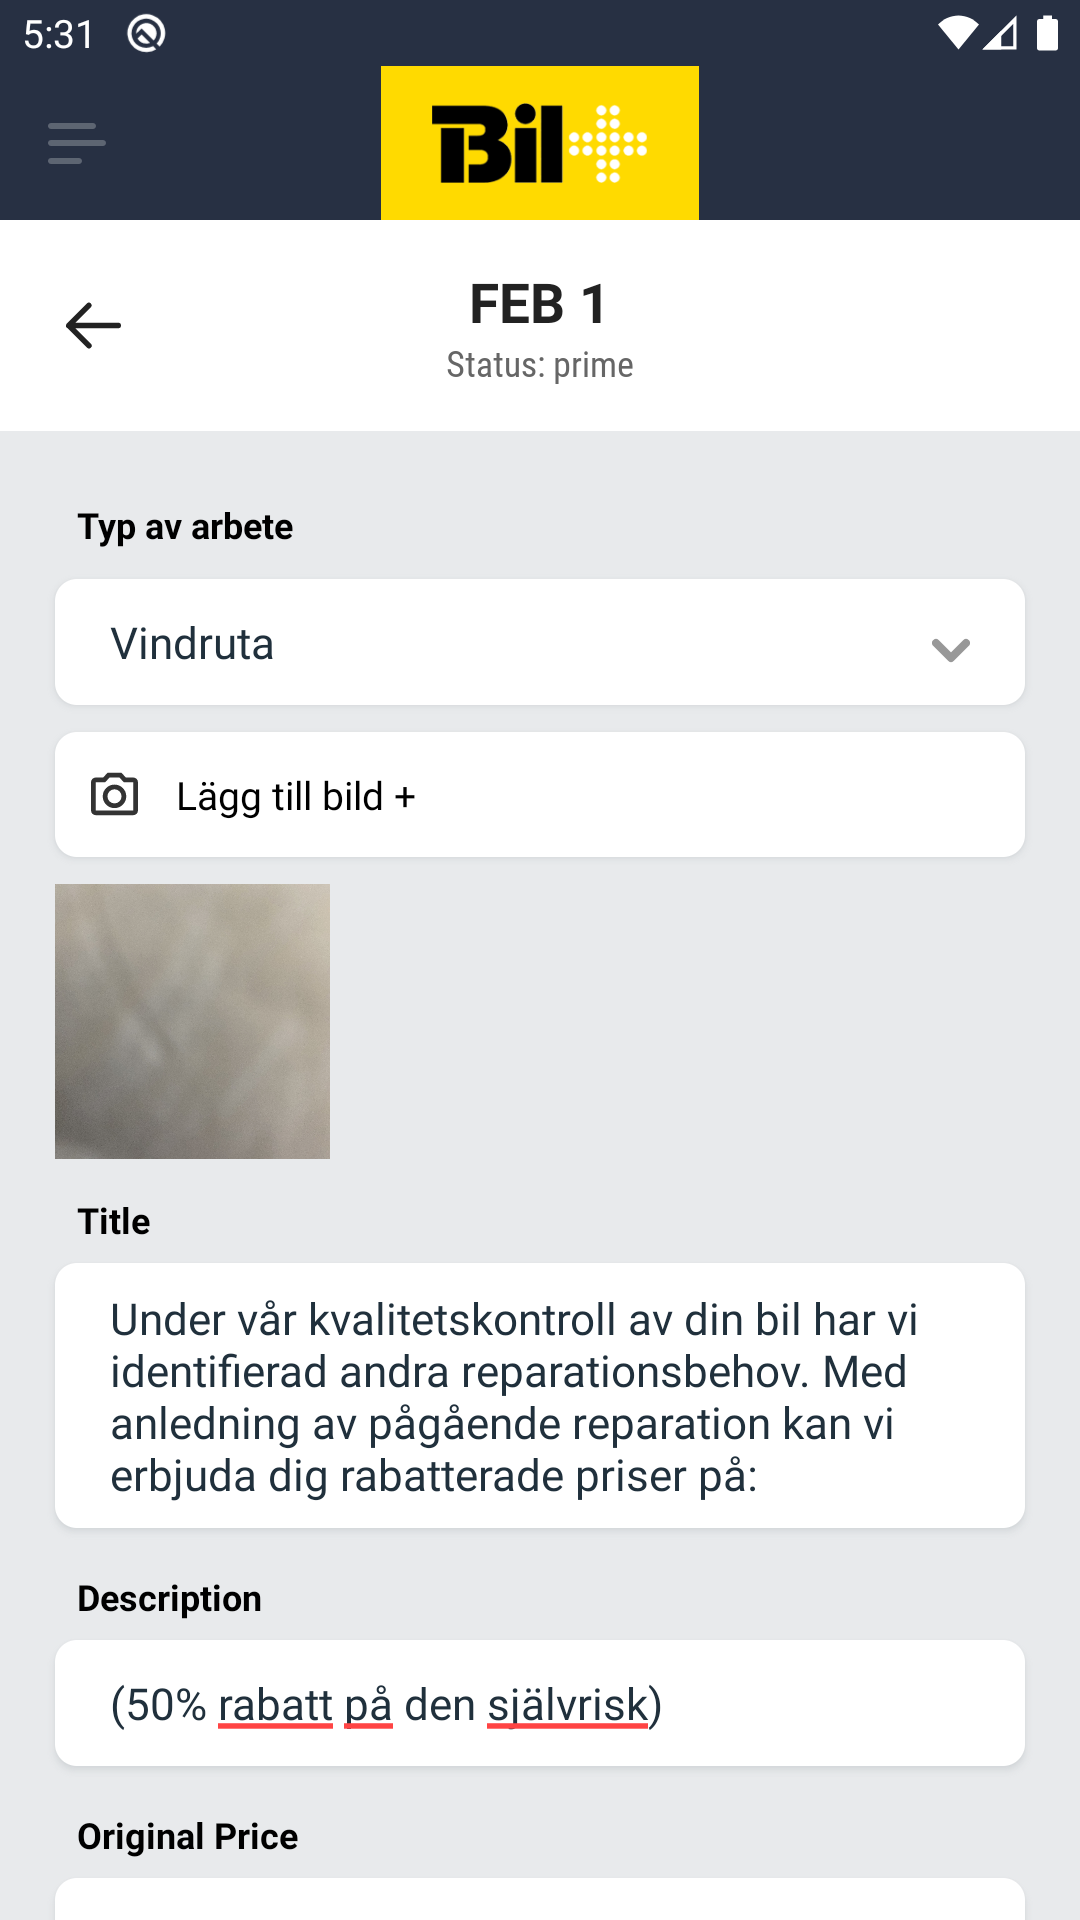 5:31
Bil
FEB 1
Status: prime
Typ av arbete
Vindruta
Lägg till bild +
Title
Under vår kvalitetskontroll av din bil har vi
identifierad andra reparationsbehov. Med
anledning av pågående reparation kan vi
erbjuda dig rabatterade priser på:
Description
(50% rabatt på den självrisk)
Original Price